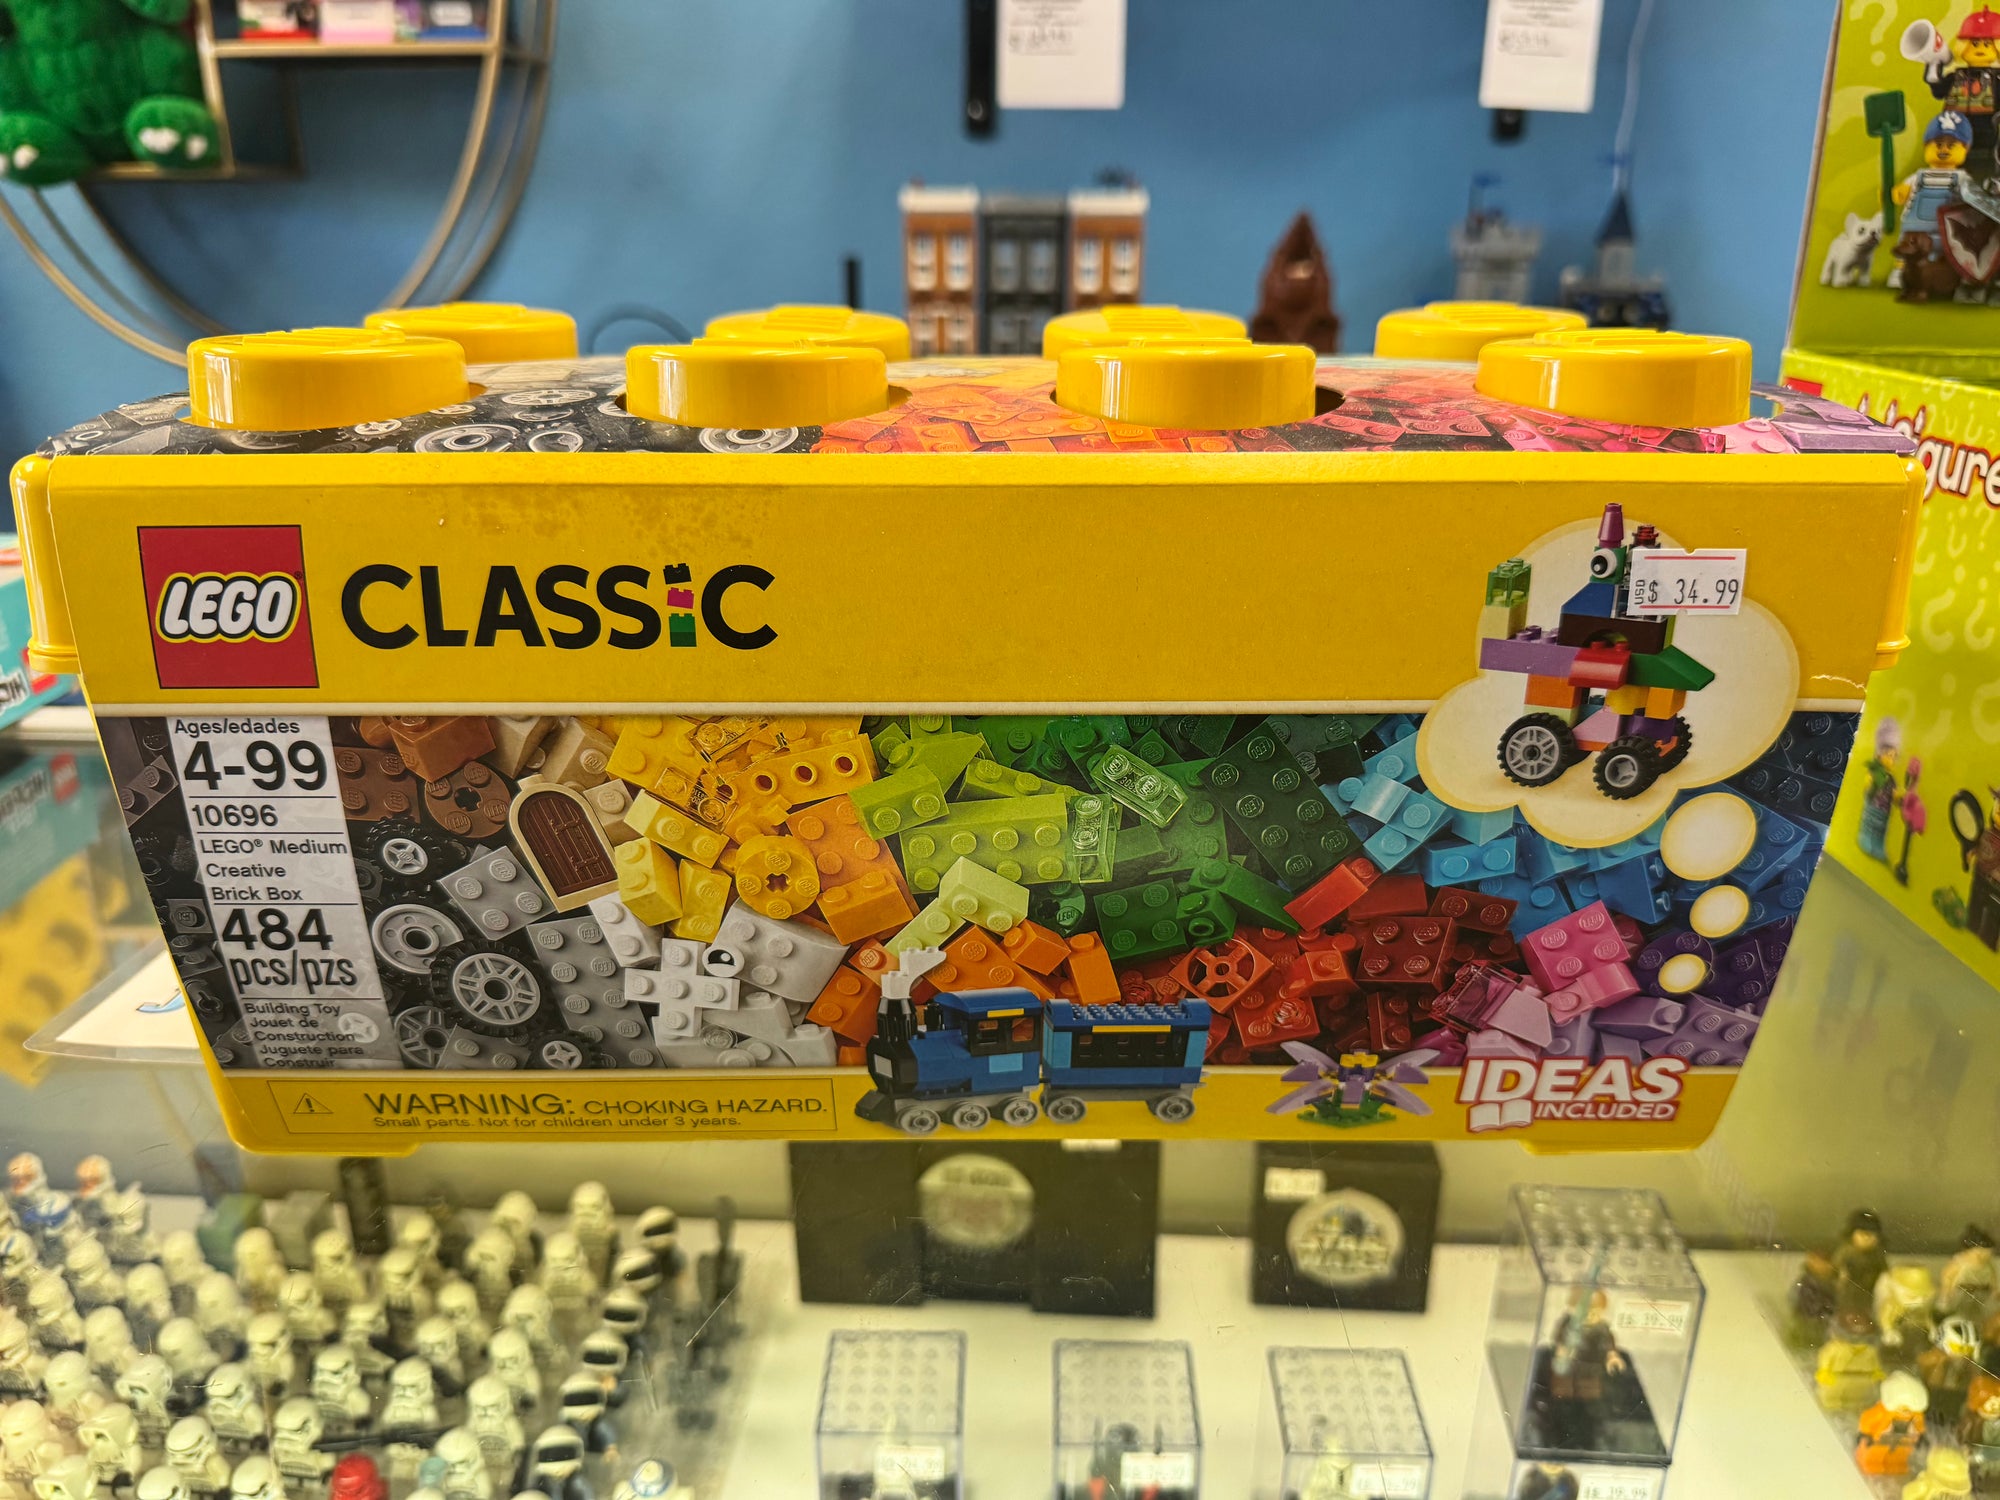 LEGO
CLASSiC
USD $ 34.99
Ages/edades
4-99
10696
LEGO® Medium
Creative
Brick Box
484
pcs/pzs
Building Toy
Jouet de
Construction
Juguete para
Construir
WARNING: CHOKING HAZARD.
Small parts. Not for children under 3 years.
IDEAS
INCLUDED